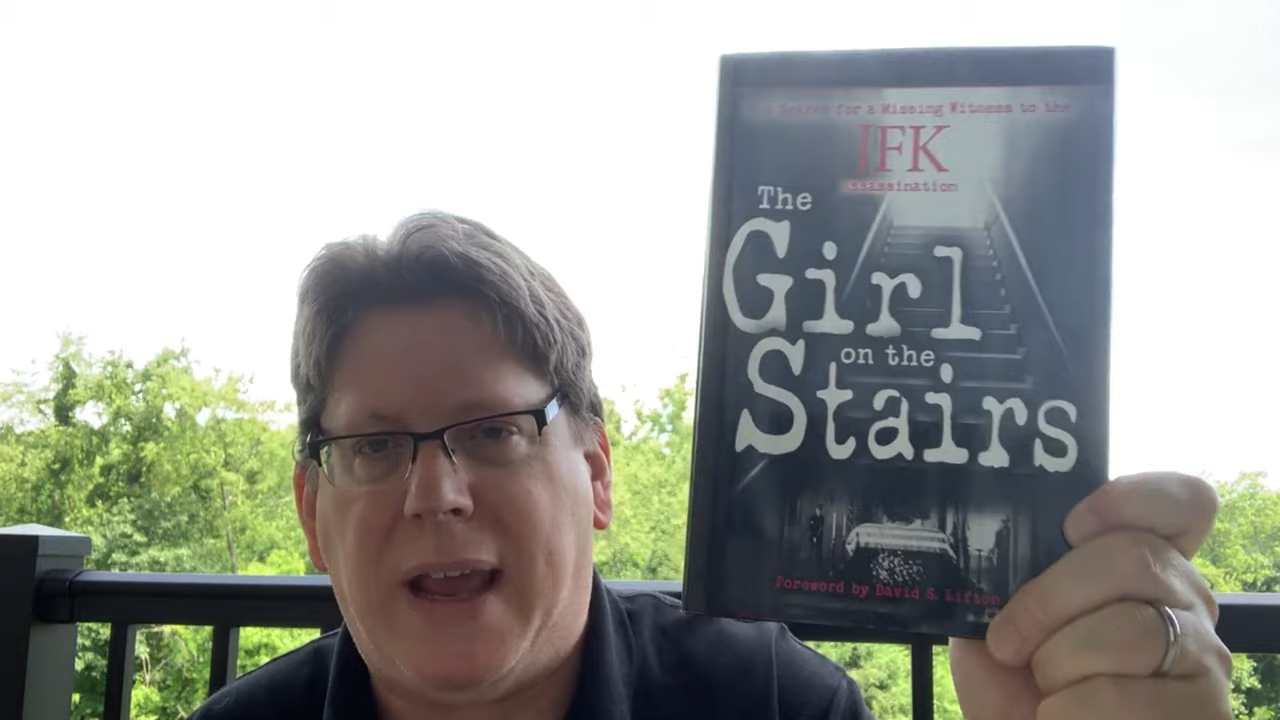 Search for a Missing Witness to the
JFK
Assassination
The
Girl
on the
Stairs
Foreword by David S. Lifton